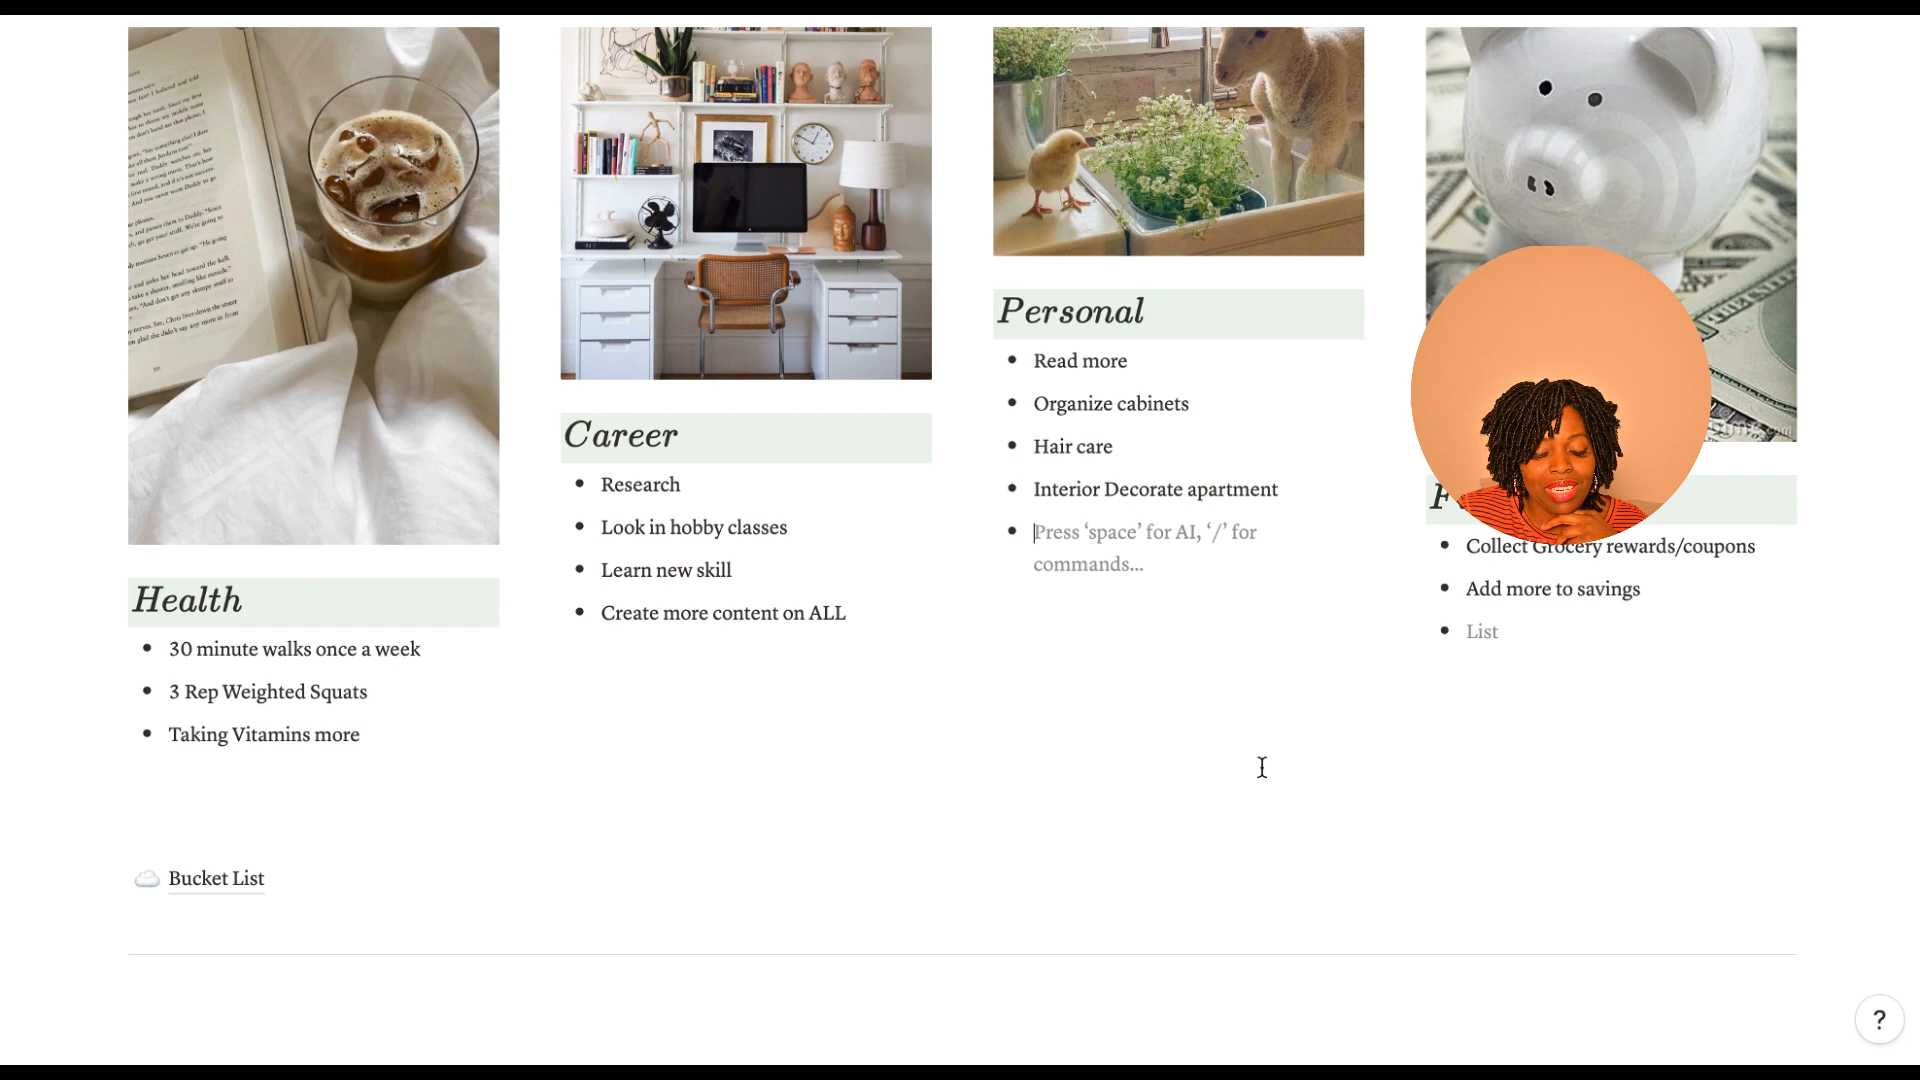 Health
30 minute walks once a week
3 Rep Weighted Squats
Taking Vitamins more
Career
Research
Look in hobby classes
Learn new skill
Create more content on ALL
Personal
Read more
Organize cabinets
Hair care
Interior Decorate apartment
Press ‘space’ for AI, ‘/’ for
commands...
Collect Grocery rewards/coupons
Add more to savings
List
Bucket List
?